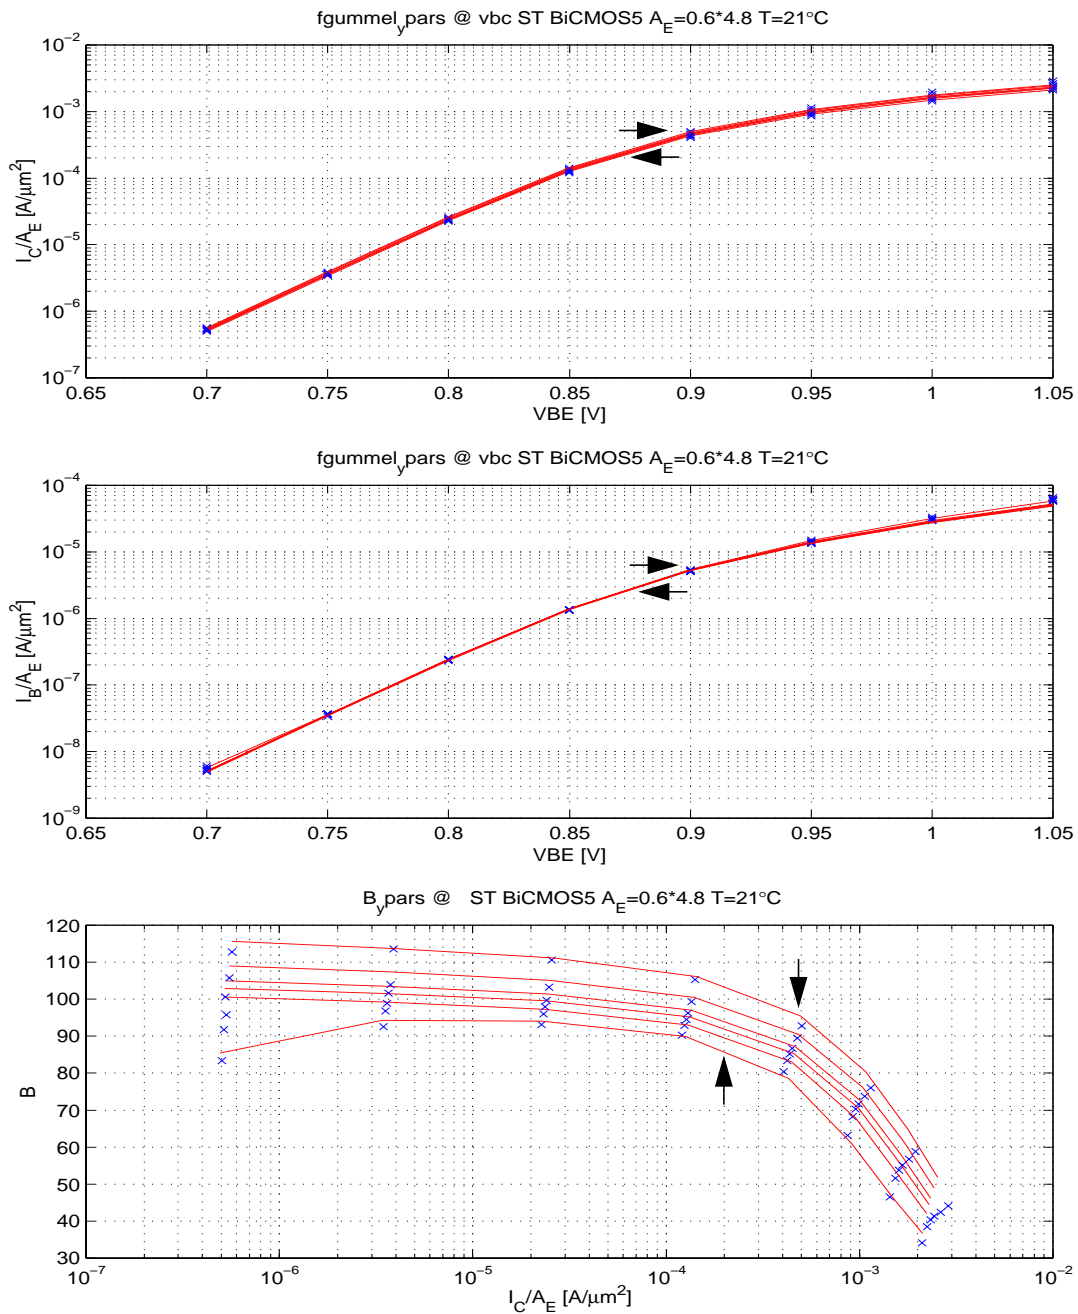 fgummel_ypars @ vbc ST BiCMOS5 A_E=0.6*4.8 T=21°C
10^-2
10^-3
10^-4
10^-5
10^-6
10^-7
I_C/A_E [A/μm^2]
0.65 0.7 0.75 0.8 0.85 0.9 0.95 1 1.05
VBE [V]
fgummel_ypars @ vbc ST BiCMOS5 A_E=0.6*4.8 T=21°C
10^-4
10^-5
10^-6
10^-7
10^-8
10^-9
I_B/A_E [A/μm^2]
0.65 0.7 0.75 0.8 0.85 0.9 0.95 1 1.05
VBE [V]
B_ypars @ ST BiCMOS5 A_E=0.6*4.8 T=21°C
120
110
100
90
80
70
60
50
40
30
B
10^-7 10^-6 10^-5 10^-4 10^-3 10^-2
I_C/A_E [A/μm^2]